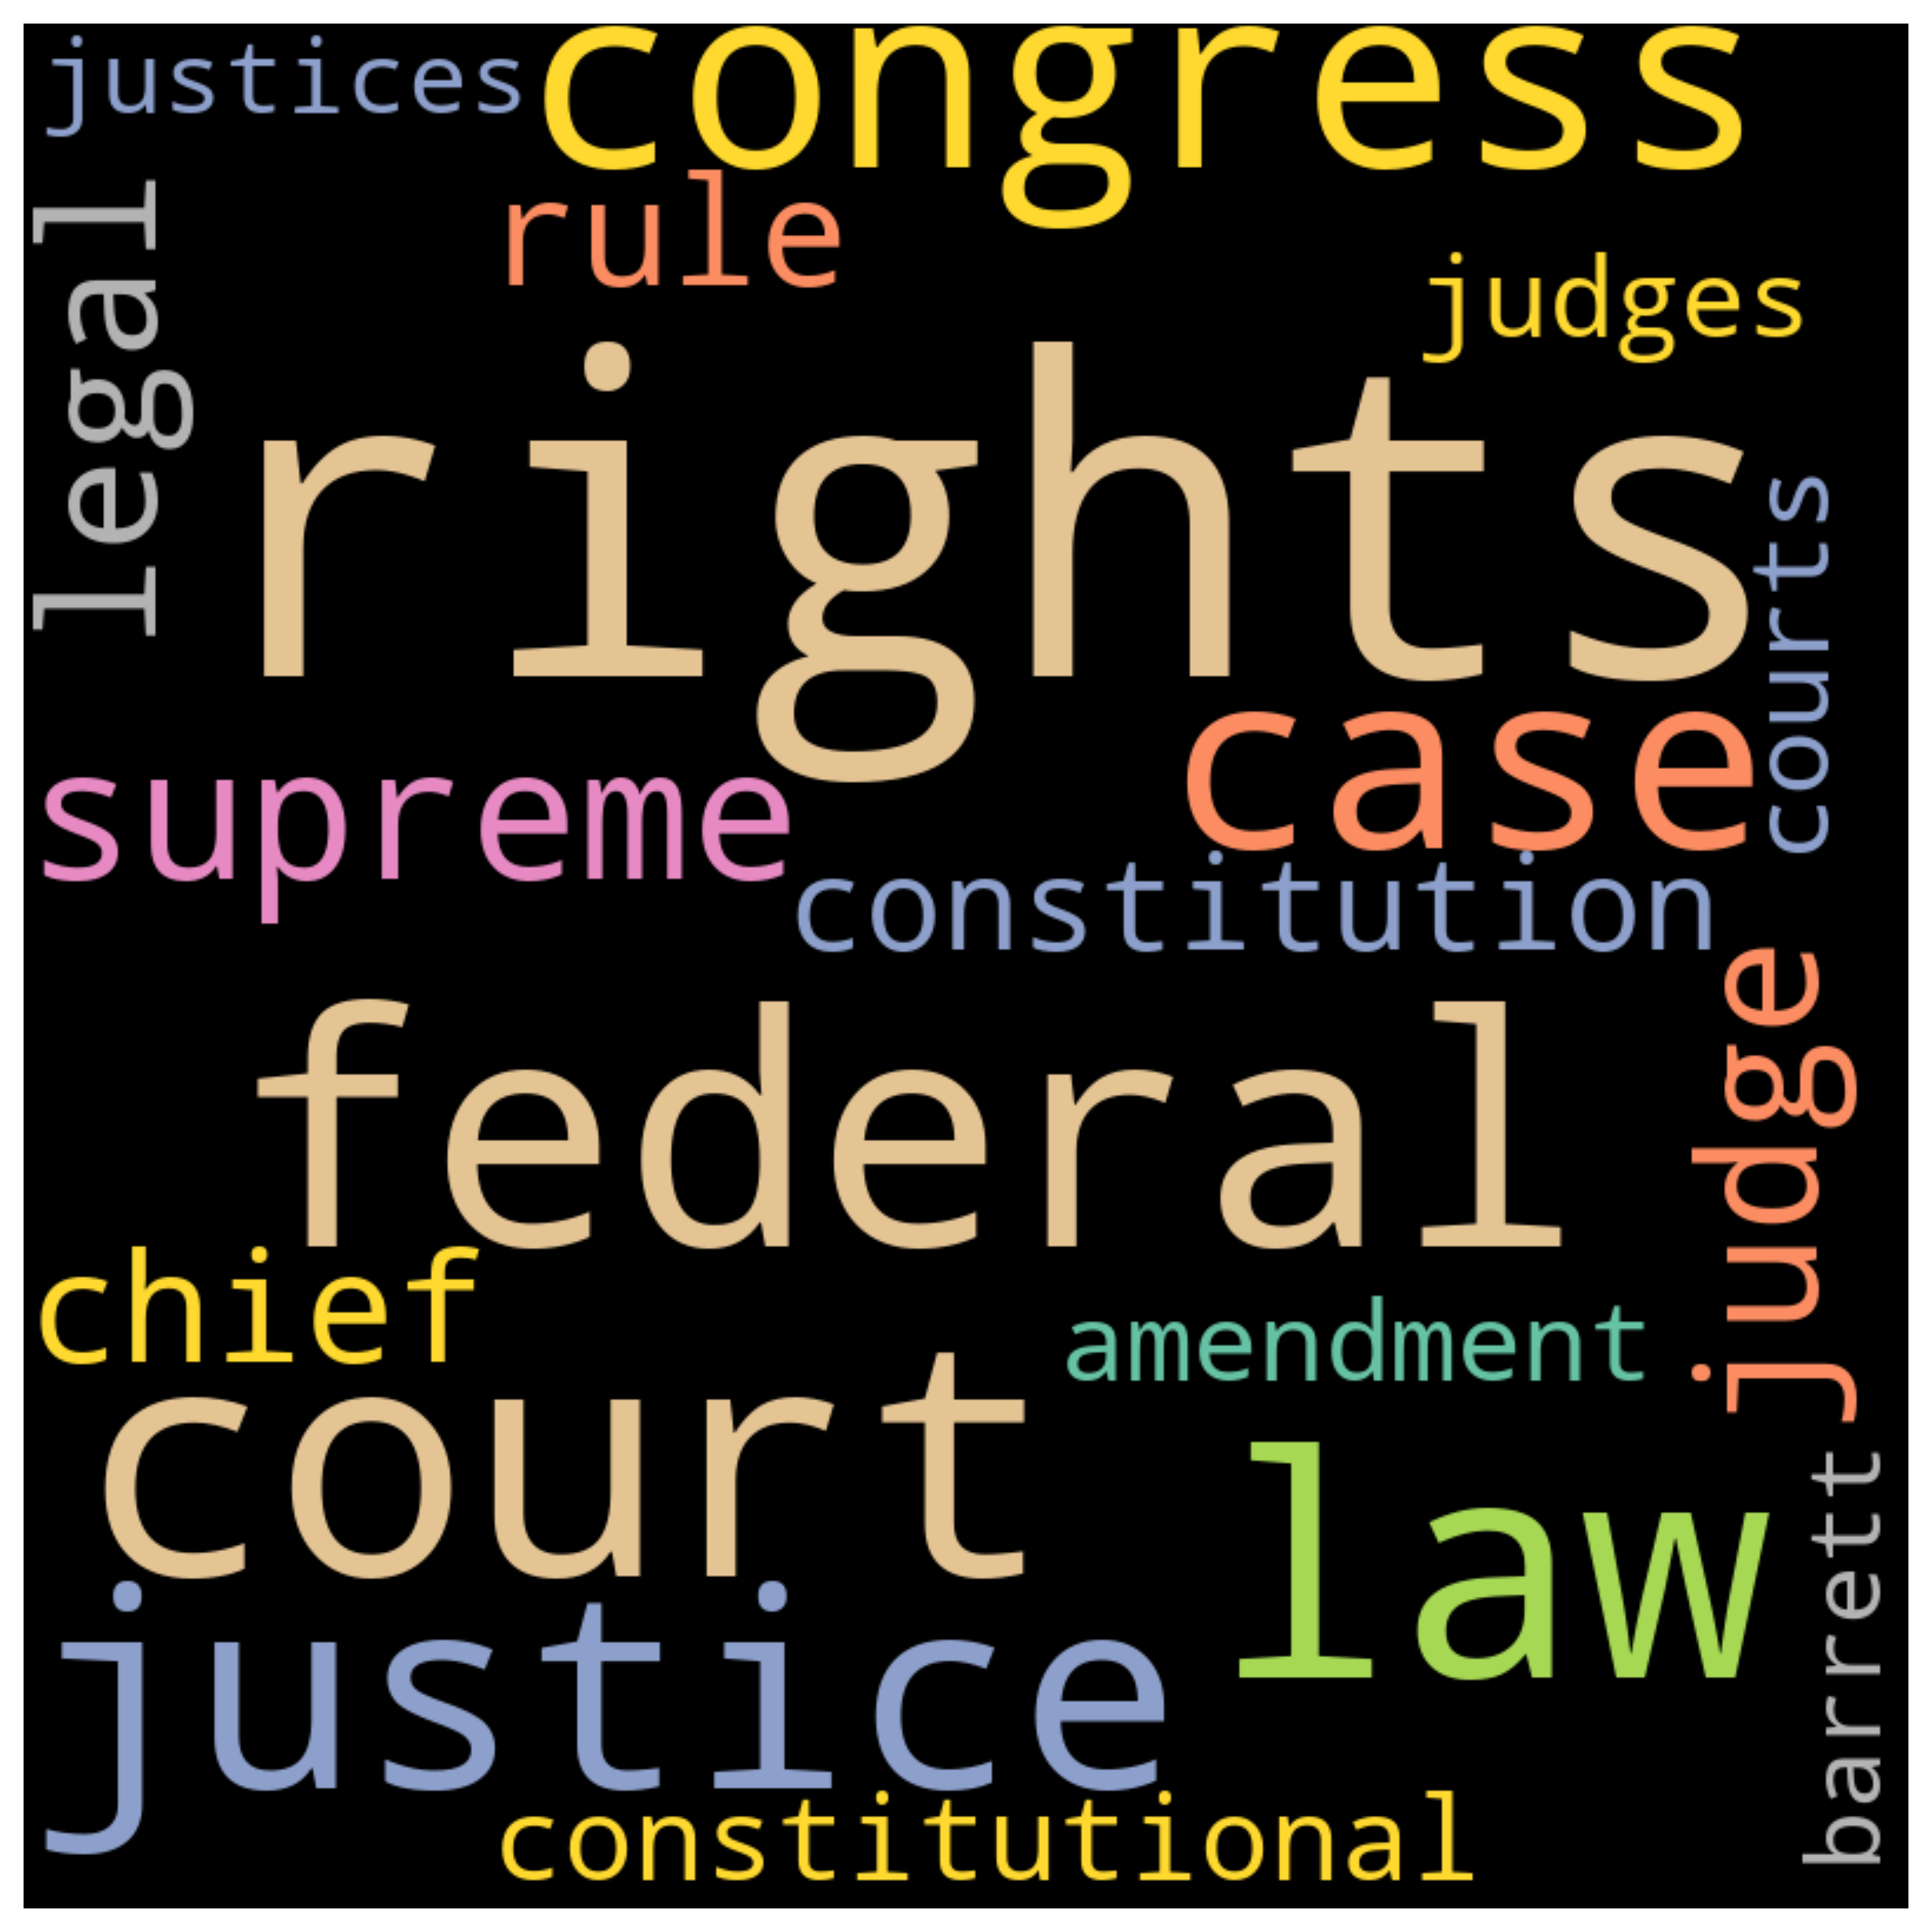 justices
congress
legal
rule
judges
rights
courts
case
supreme
constitution
judge
federal
chief
amendment
court
law
barrett
justice
constitutional